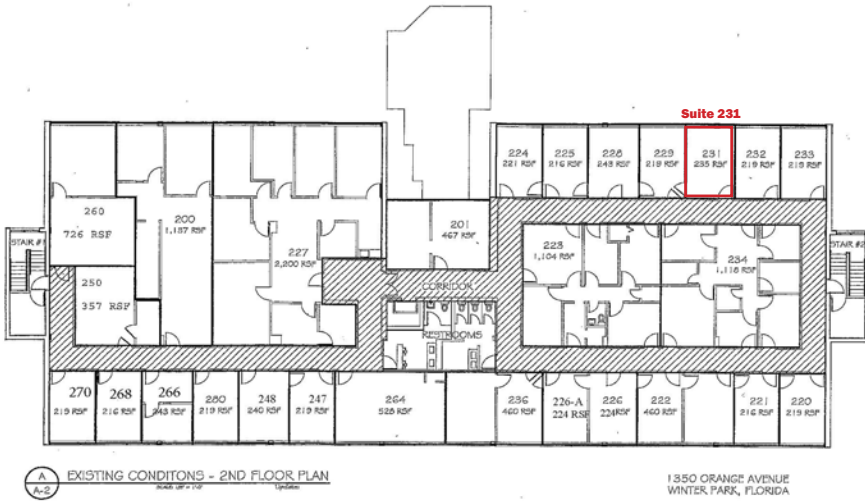 Suite 231
224
221 RSF
225
216 RSF
228
243 RSF
229
219 RSF
231
235 RSF
232
219 RSF
233
219 RSF
260
726 RSF
200
1,137 RSF
201
467 RSF
227
2,200 RSF
223
1,104 RSF
234
1,118 RSF
STAIR #1
STAIR #2
250
357 RSF
CORRIDOR
RESTROOMS
270
219 RSF
268
216 RSF
266
243 RSF
280
219 RSF
248
240 RSF
247
219 RSF
264
528 RSF
236
460 RSF
226-A
224 RSF
226
224RSF
222
460 RSF
221
216 RSF
220
219 RSF
A
A-2
EXISTING CONDITONS - 2ND FLOOR PLAN
1350 ORANGE AVENUE
WINTER PARK, FLORIDA